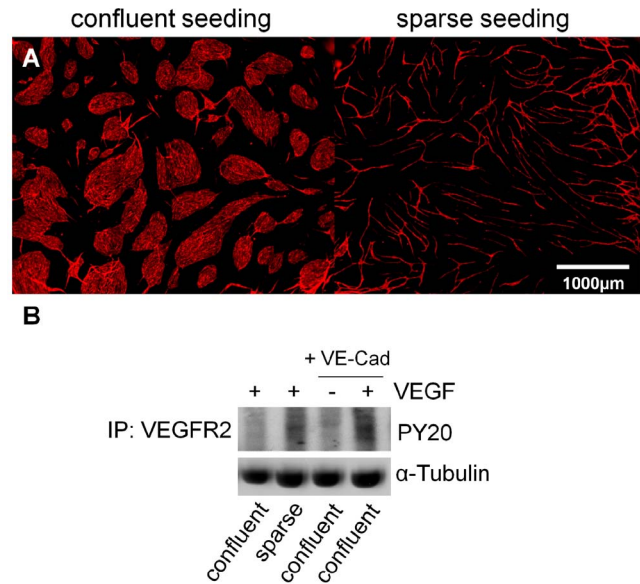 confluent seeding sparse seeding
A
1000µm
B
+ VE-Cad
+ + - + VEGF
IP: VEGFR2 PY20
α-Tubulin
confluent sparse confluent confluent